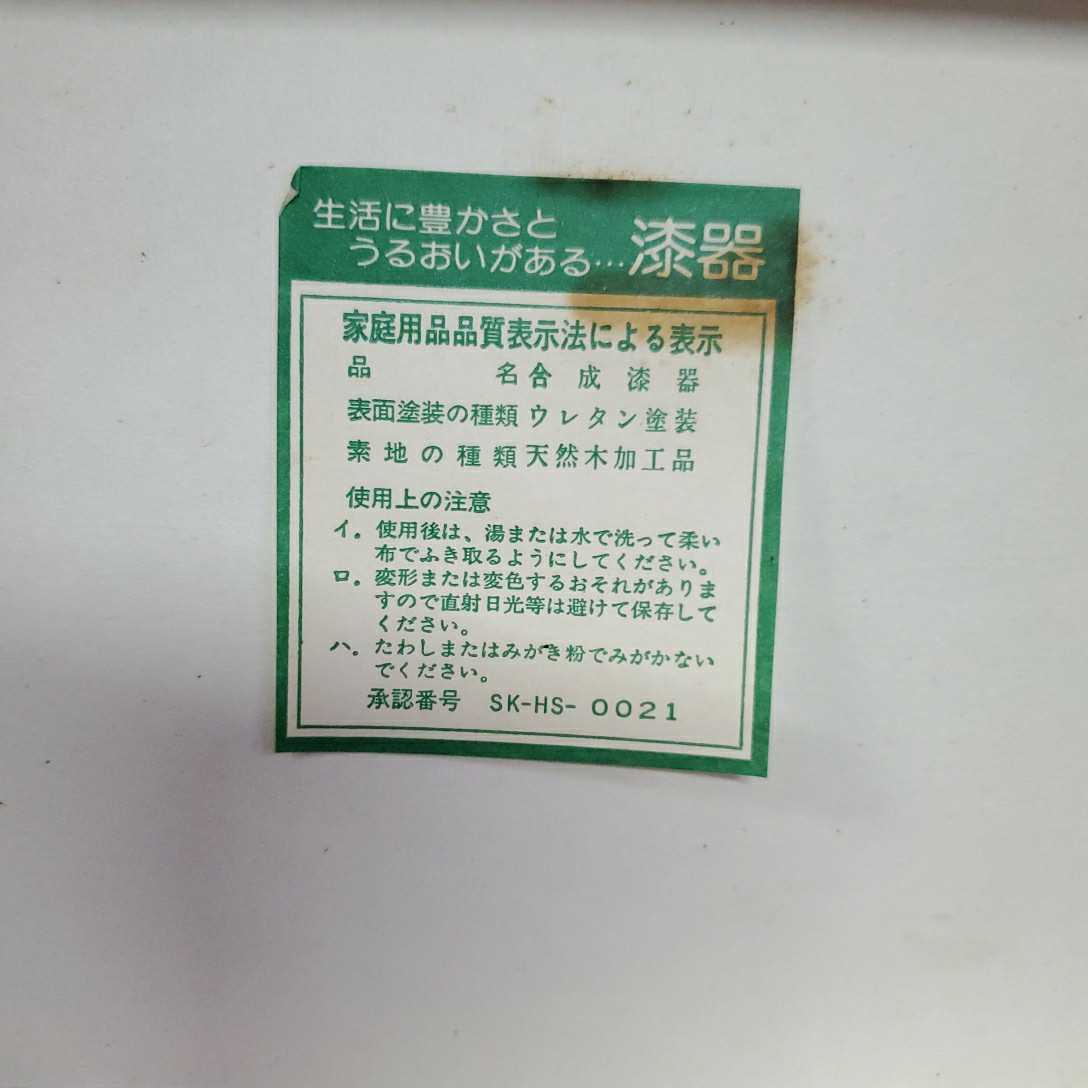 生活に豊かさと
うるおいがある…漆器
家庭用品品質表示法による表示
品名 合成漆器
表面塗装の種類 ウレタン塗装
素地の種類 天然木加工品
使用上の注意
イ。使用後は、湯または水で洗って柔い
布でふき取るようにしてください。
ロ。変形または変色するおそれがありま
すので直射日光等は避けて保存して
ください。
ハ。たわしまたはみがき粉でみがかない
でください。
承認番号 SK-HS-0021